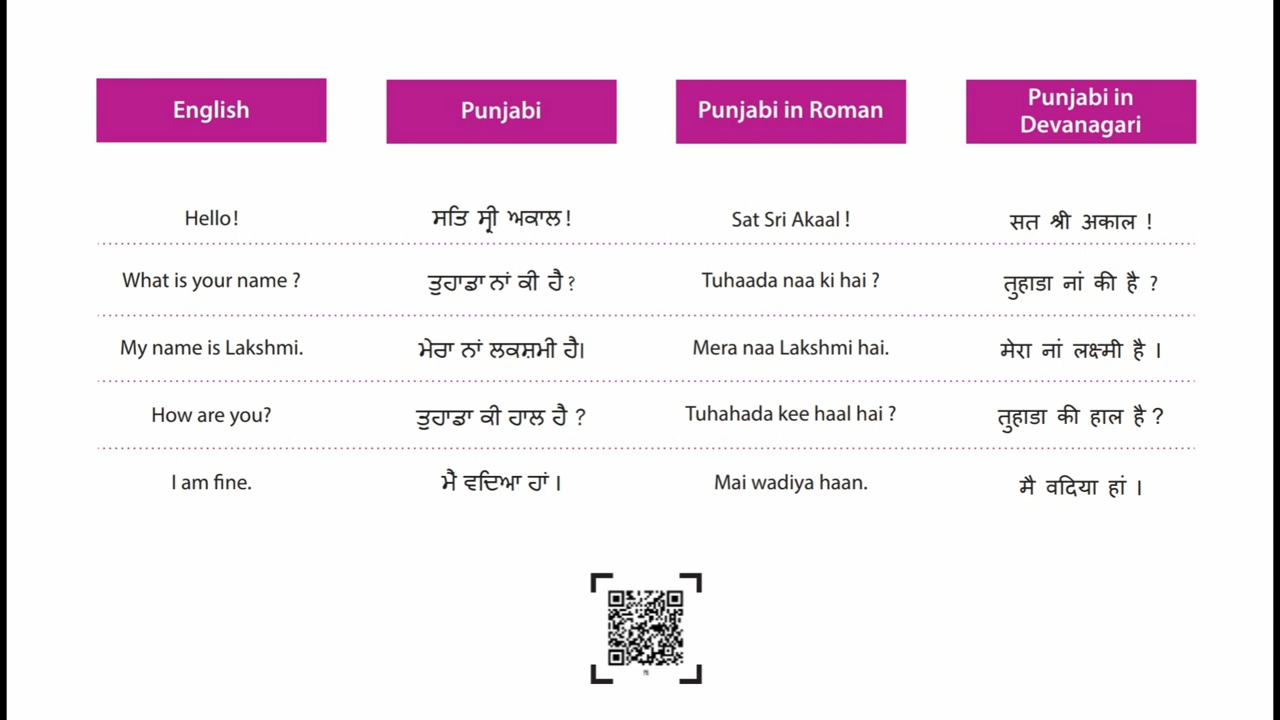 English Punjabi Punjabi in Roman Punjabi in
Devanagari
Hello! ਸਤਿ ਸ੍ਰੀ ਅਕਾਲ! Sat Sri Akaal ! सत श्री अकाल !
What is your name ? ਤੁਹਾਡਾ ਨਾਂ ਕੀ ਹੈ? Tuhaada naa ki hai ? तुहाडा नां की है ?
My name is Lakshmi. ਮੇਰਾ ਨਾਂ ਲਕਸ਼ਮੀ ਹੈ। Mera naa Lakshmi hai. मेरा नां लक्ष्मी है ।
How are you? ਤੁਹਾਡਾ ਕੀ ਹਾਲ ਹੈ ? Tuhahada kee haal hai ? तुहाडा की हाल है ?
I am fine. ਮੈਂ ਵਦਿਆ ਹਾਂ । Mai wadiya haan. मै वदिया हां ।